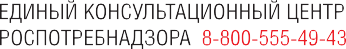 ЕДИНЫЙ КОНСУЛЬТАЦИОННЫЙ ЦЕНТР
РОСПОТРЕБНАДЗОРА 8-800-555-49-43